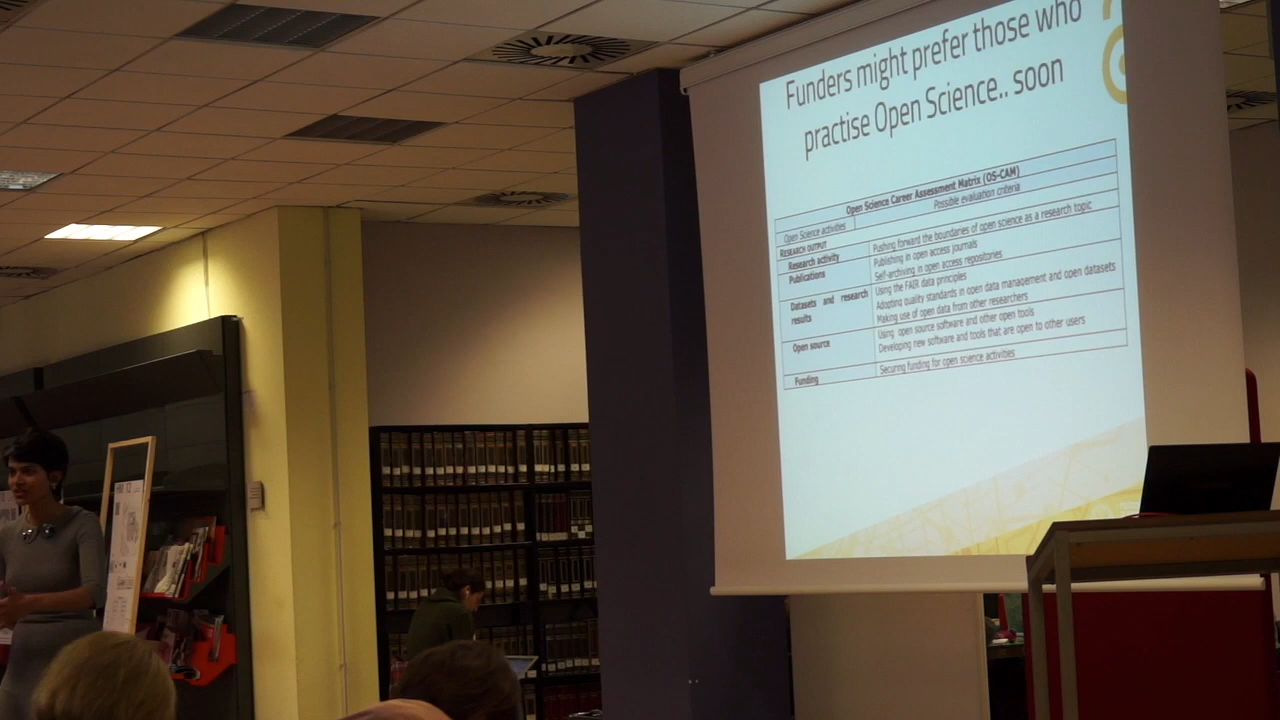 Funders might prefer those who
practise Open Science.. soon
Open Science Career Assessment Matrix (OS-CAM)
Open Science activities
Possible evaluation criteria
RESEARCH OUTPUT
Research activity
Pushing forward the boundaries of open science as a research topic
Publications
Publishing in open access journals
Self-archiving in open access repositories
Datasets and research
results
Using the FAIR data principles
Adopting quality standards in open data management and open datasets
Making use of open data from other researchers
Open source
Using open source software and other open tools
Developing new software and tools that are open to other users
Funding
Securing funding for open science activities